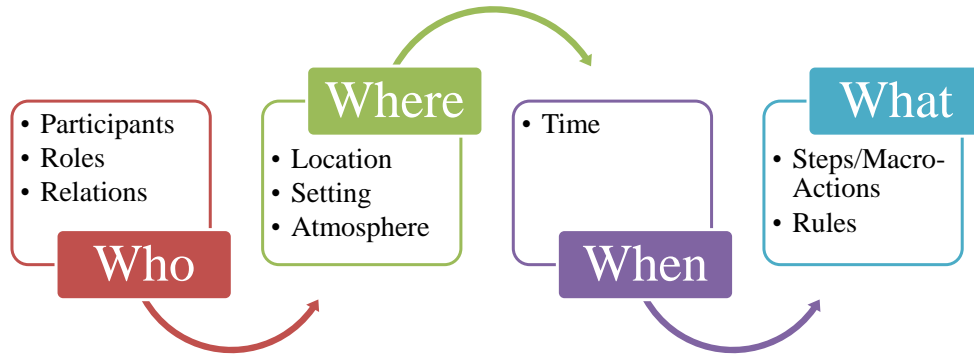 • Participants
• Roles
• Relations
Who
Where
• Location
• Setting
• Atmosphere
• Time
When
What
• Steps/Macro-
Actions
• Rules